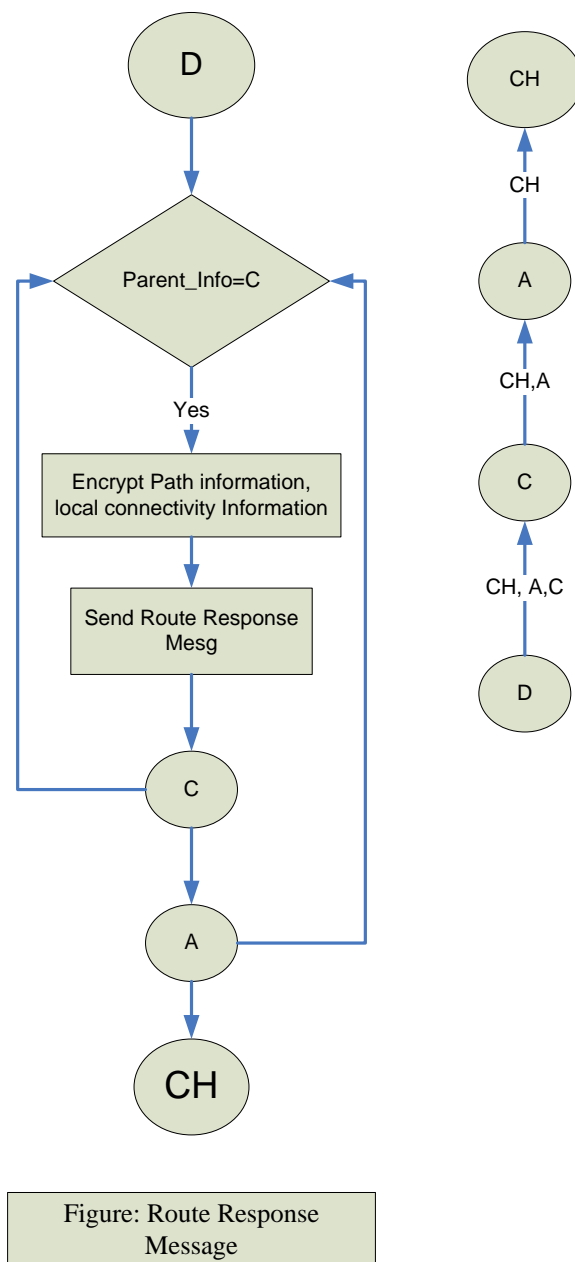 D
Parent_Info=C
Yes
Encrypt Path information,
local connectivity Information
Send Route Response
Mesg
C
A
CH
CH
CH
A
CH,A
C
CH, A,C
D
Figure: Route Response
Message